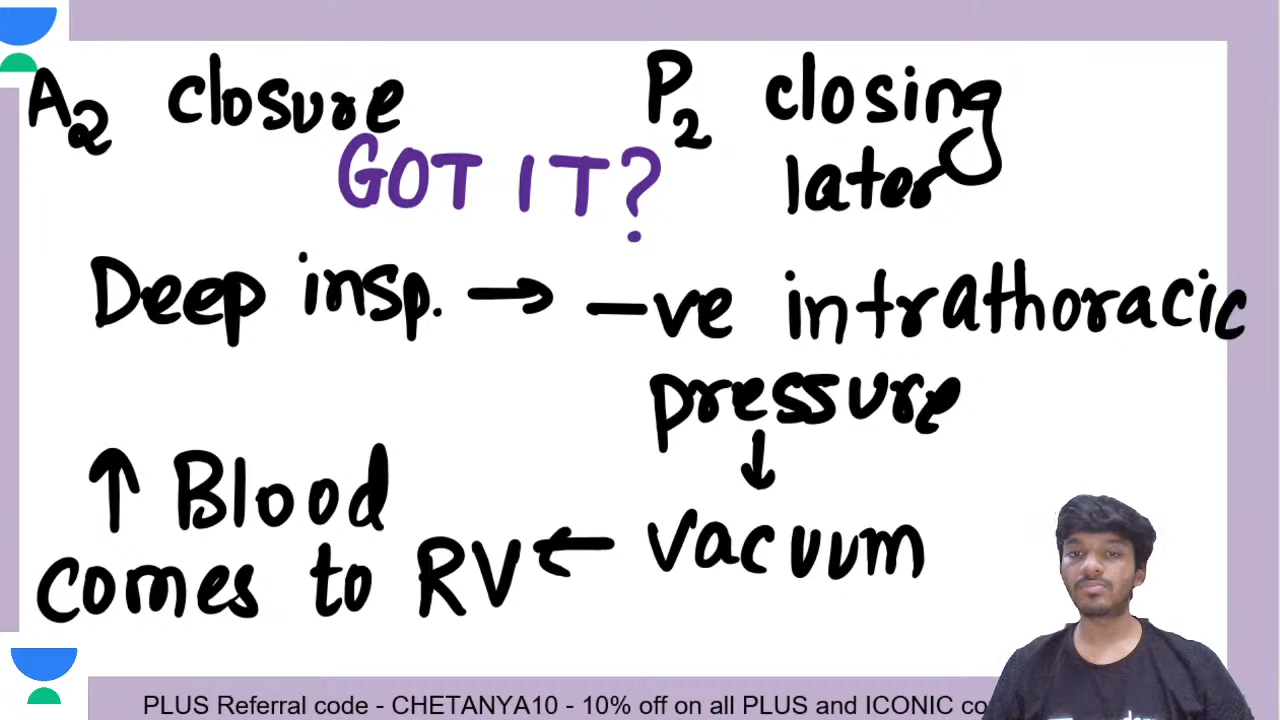 A2 closure
P2 closing
later
GOT IT?
Deep insp. → -ve intrathoracic
pressure
↓
vacuum
←
↑ Blood
comes to RV
PLUS Referral code - CHETANYA10 - 10% off on all PLUS and ICONIC co